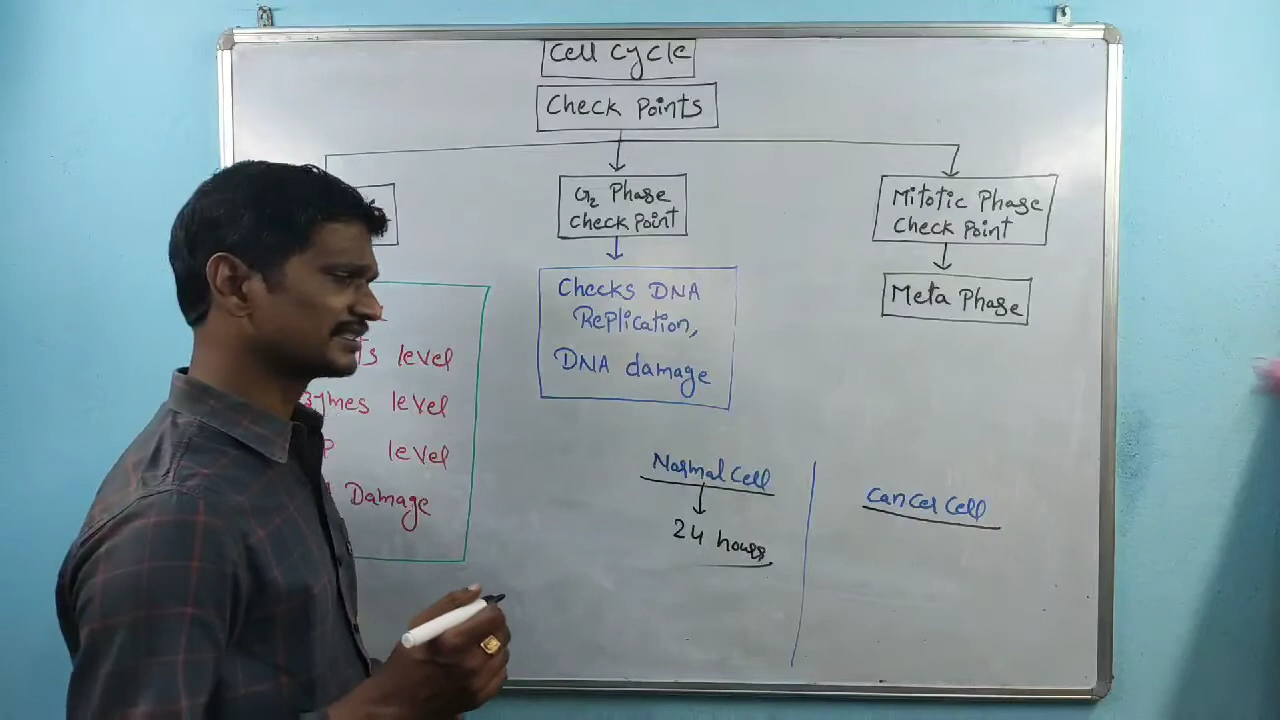 Cell Cycle
Check Points
G2 Phase
Check Point
Mitotic Phase
Check Point
Meta Phase
Checks DNA
Replication,
DNA damage
level
level
level
Damage
Normal Cell
24 hours
Cancer Cell